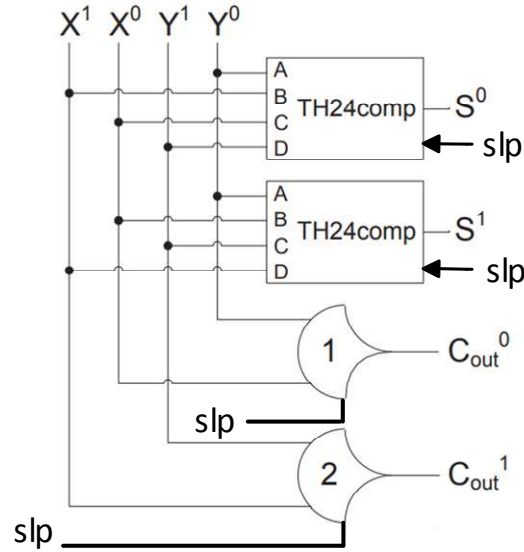 X¹ X⁰ Y¹ Y⁰
A
B
C
D
TH24comp
S⁰
slp
A
B
C
D
TH24comp
S¹
slp
1
Cout⁰
slp
2
Cout¹
slp